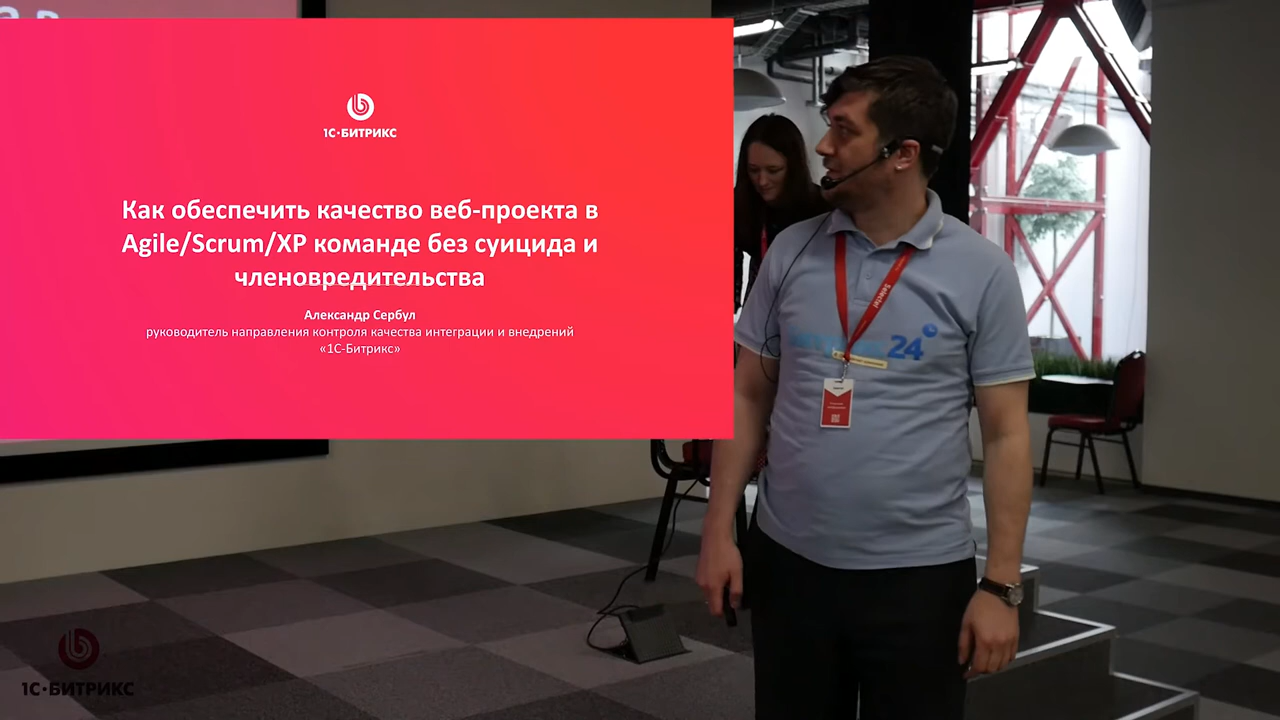 1С·БИТРИКС
Как обеспечить качество веб-проекта в
Agile/Scrum/XP команде без суицида и
членовредительства
Александр Сербул
руководитель направления контроля качества интеграции и внедрений
«1С-Битрикс»
Selectel
24
1С·БИТРИКС